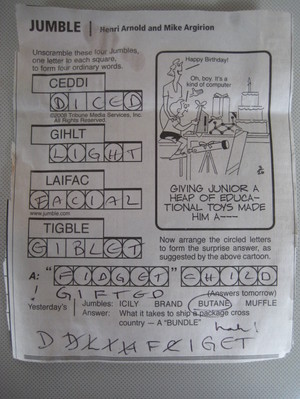 JUMBLE | Henri Arnold and Mike Argirion
Unscramble these four Jumbles,
one letter to each square,
to form four ordinary words.
CEDDI
DICED
©2008 Tribune Media Services, Inc.
All Rights Reserved
GIHLT
LIGHT
LAIFAC
FACIAL
www.jumble.com
TIGBLE
GIBLET
Happy Birthday!
Oh, boy. It's a
kind of computer
GIVING JUNIOR A
HEAP OF EDUCA-
TIONAL TOYS MADE
HIM A---
Now arrange the circled letters
to form the surprise answer, as
suggested by the above cartoon.
A: "FIDGET" CHILD
! GIFTED
(Answers tomorrow)
Yesterday's
Jumbles: ICILY BRAND BUTANE MUFFLE
Answer: What it takes to ship a package cross
country — A "BUNDLE"
hah!